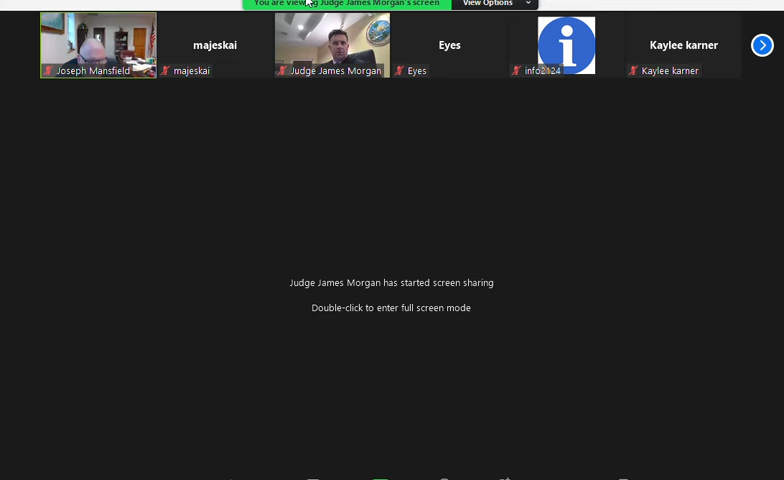 You are viewing Judge James Morgan's screen
View Options
majeskai
Eyes
Kaylee karner
Joseph Mansfield
majeskai
Judge James Morgan
Eyes
info2124
Kaylee karner
Judge James Morgan has started screen sharing
Double-click to enter full screen mode